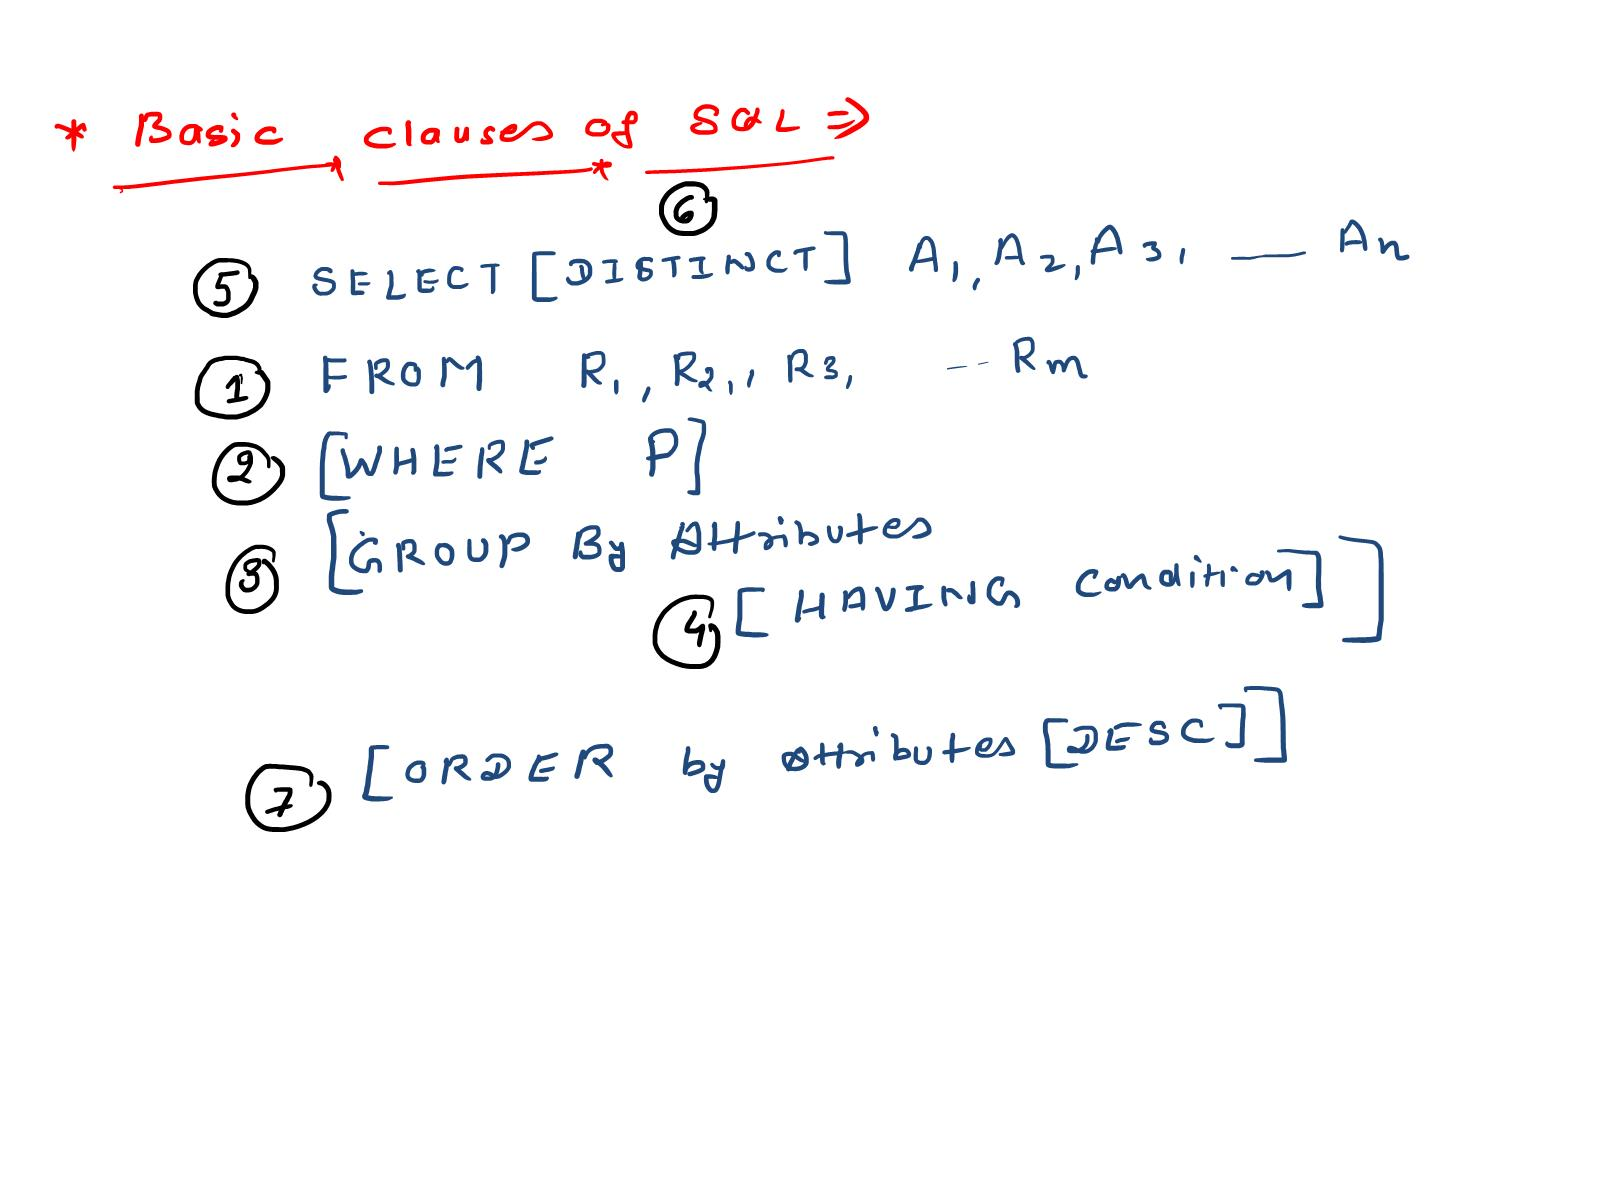 * Basic clauses of SQL ⇒
6
5 SELECT [DISTINCT] A1, A2, A3, — An
1 FROM R1, R2,, R3, -- Rm
2 [WHERE P]
3 [GROUP By Attributes
4 [HAVING condition]]
7 [ORDER by attributes [DESC]]